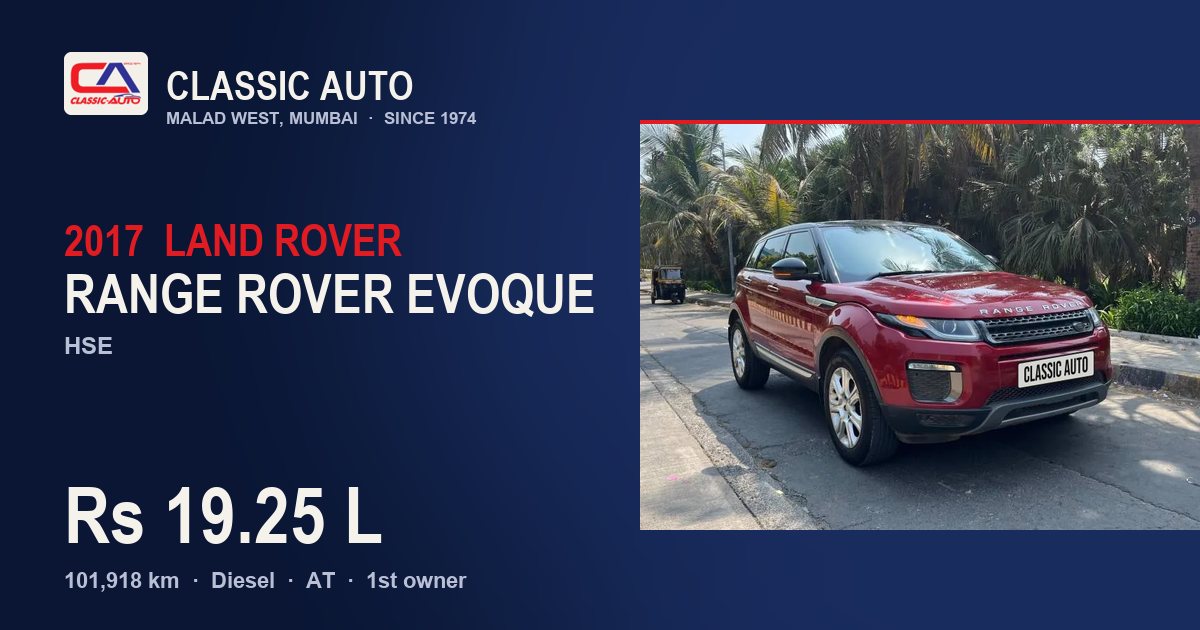 CA
CLASSIC-AUTO
CLASSIC AUTO
MALAD WEST, MUMBAI · SINCE 1974
2017 LAND ROVER
RANGE ROVER EVOQUE
HSE
RANGE ROVER
CLASSIC AUTO
Rs 19.25 L
101,918 km · Diesel · AT · 1st owner